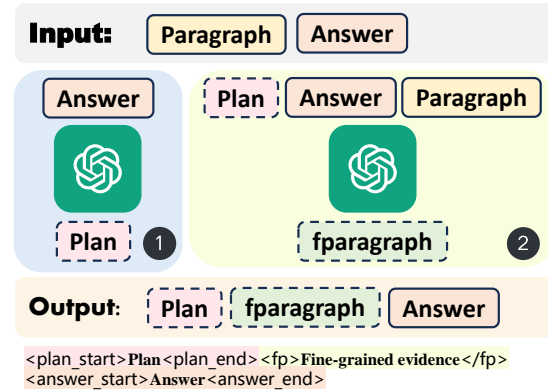 Input: Paragraph Answer
Answer
Plan Answer Paragraph
Plan 1
fparagraph 2
Output: Plan fparagraph Answer
<plan_start>Plan<plan_end><fp>Fine-grained evidence</fp>
<answer_start>Answer<answer_end>